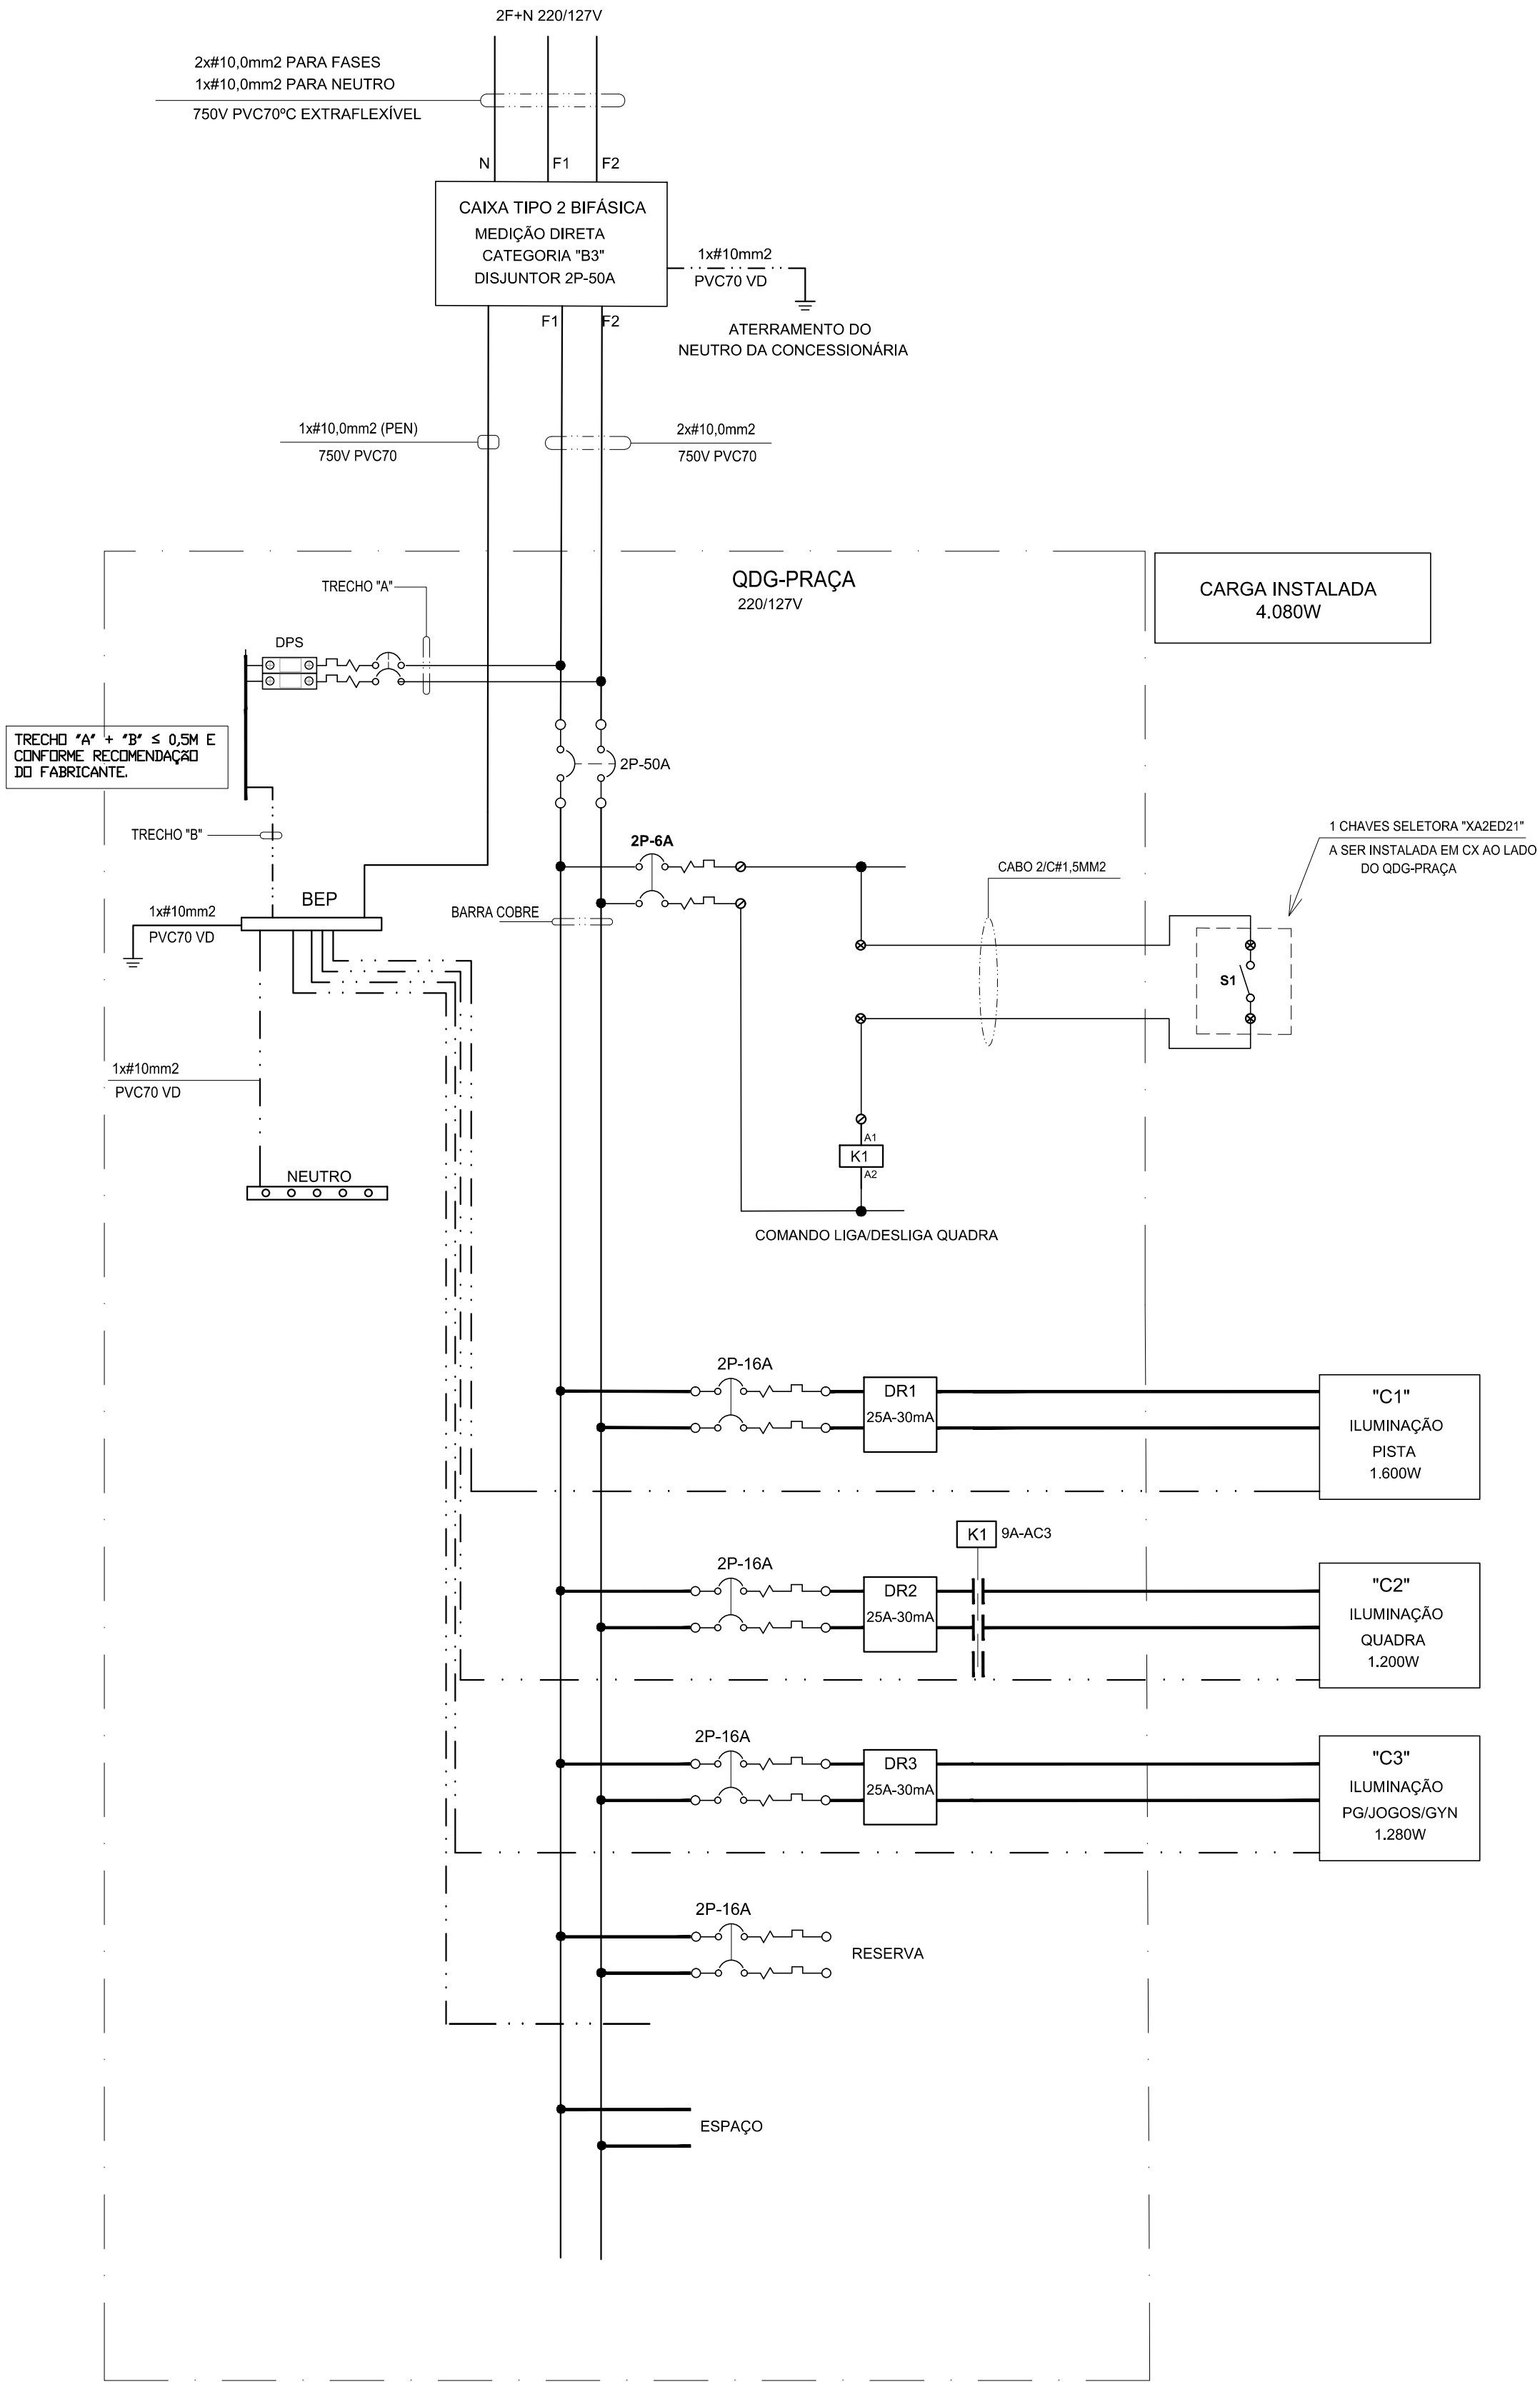 2F+N 220/127V
2x#10,0mm2 PARA FASES
1x#10,0mm2 PARA NEUTRO
750V PVC70ºC EXTRAFLEXÍVEL
N
F1
F2
CAIXA TIPO 2 BIFÁSICA
MEDIÇÃO DIRETA
CATEGORIA "B3"
DISJUNTOR 2P-50A
1x#10mm2
PVC70 VD
ATERRAMENTO DO
NEUTRO DA CONCESSIONÁRIA
F1
F2
1x#10,0mm2 (PEN)
750V PVC70
2x#10,0mm2
750V PVC70
QDG-PRAÇA
220/127V
CARGA INSTALADA
4.080W
TRECHO "A"
DPS
TRECHO "A" + "B" ≤ 0,5M E
CONFORME RECOMENDAÇÃO
DO FABRICANTE.
2P-50A
TRECHO "B"
2P-6A
1 CHAVES SELETORA "XA2ED21"
A SER INSTALADA EM CX AO LADO
DO QDG-PRAÇA
CABO 2/C#1,5MM2
BEP
1x#10mm2
PVC70 VD
BARRA COBRE
S1
1x#10mm2
PVC70 VD
A1
K1
A2
NEUTRO
COMANDO LIGA/DESLIGA QUADRA
2P-16A
DR1
25A-30mA
"C1"
ILUMINAÇÃO
PISTA
1.600W
K1
9A-AC3
2P-16A
DR2
25A-30mA
"C2"
ILUMINAÇÃO
QUADRA
1.200W
2P-16A
DR3
25A-30mA
"C3"
ILUMINAÇÃO
PG/JOGOS/GYN
1.280W
2P-16A
RESERVA
ESPAÇO